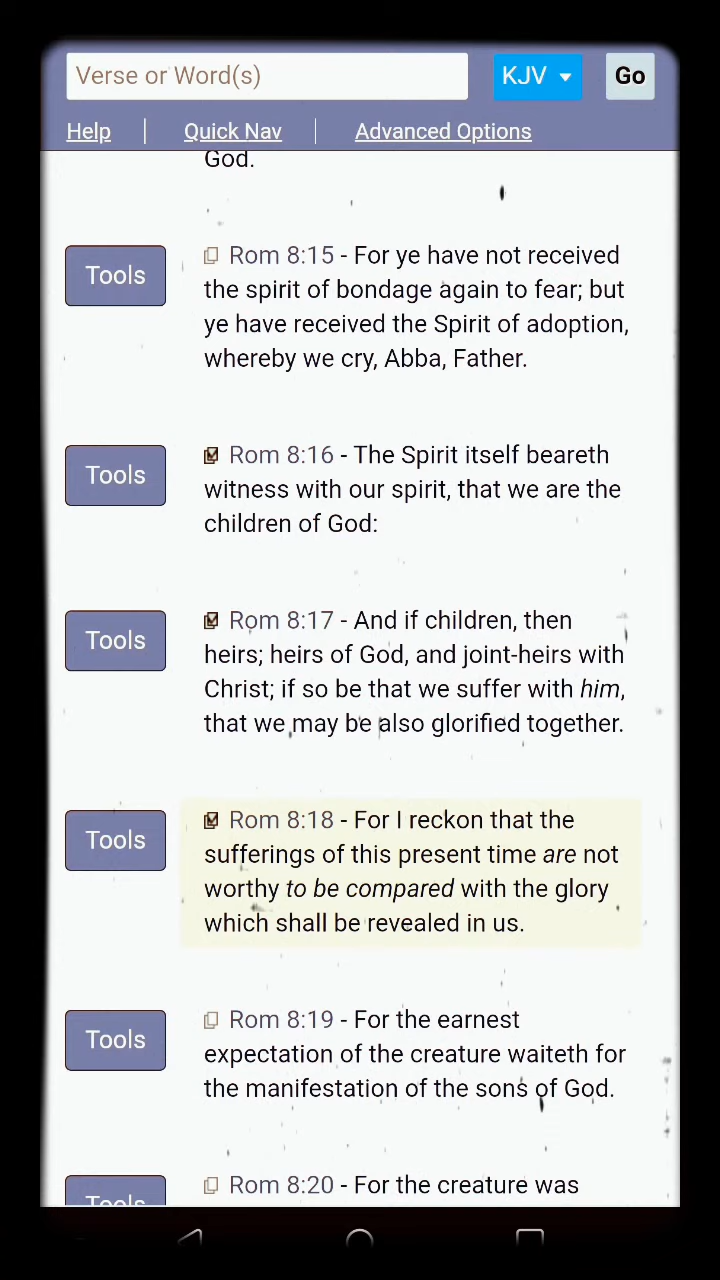 Verse or Word(s) KJV Go
Help | Quick Nav | Advanced Options
God.
Tools
Rom 8:15 - For ye have not received
the spirit of bondage again to fear; but
ye have received the Spirit of adoption,
whereby we cry, Abba, Father.
Tools
Rom 8:16 - The Spirit itself beareth
witness with our spirit, that we are the
children of God:
Tools
Rom 8:17 - And if children, then
heirs; heirs of God, and joint-heirs with
Christ; if so be that we suffer with him,
that we may be also glorified together.
Tools
Rom 8:18 - For I reckon that the
sufferings of this present time are not
worthy to be compared with the glory
which shall be revealed in us.
Tools
Rom 8:19 - For the earnest
expectation of the creature waiteth for
the manifestation of the sons of God.
Tools
Rom 8:20 - For the creature was